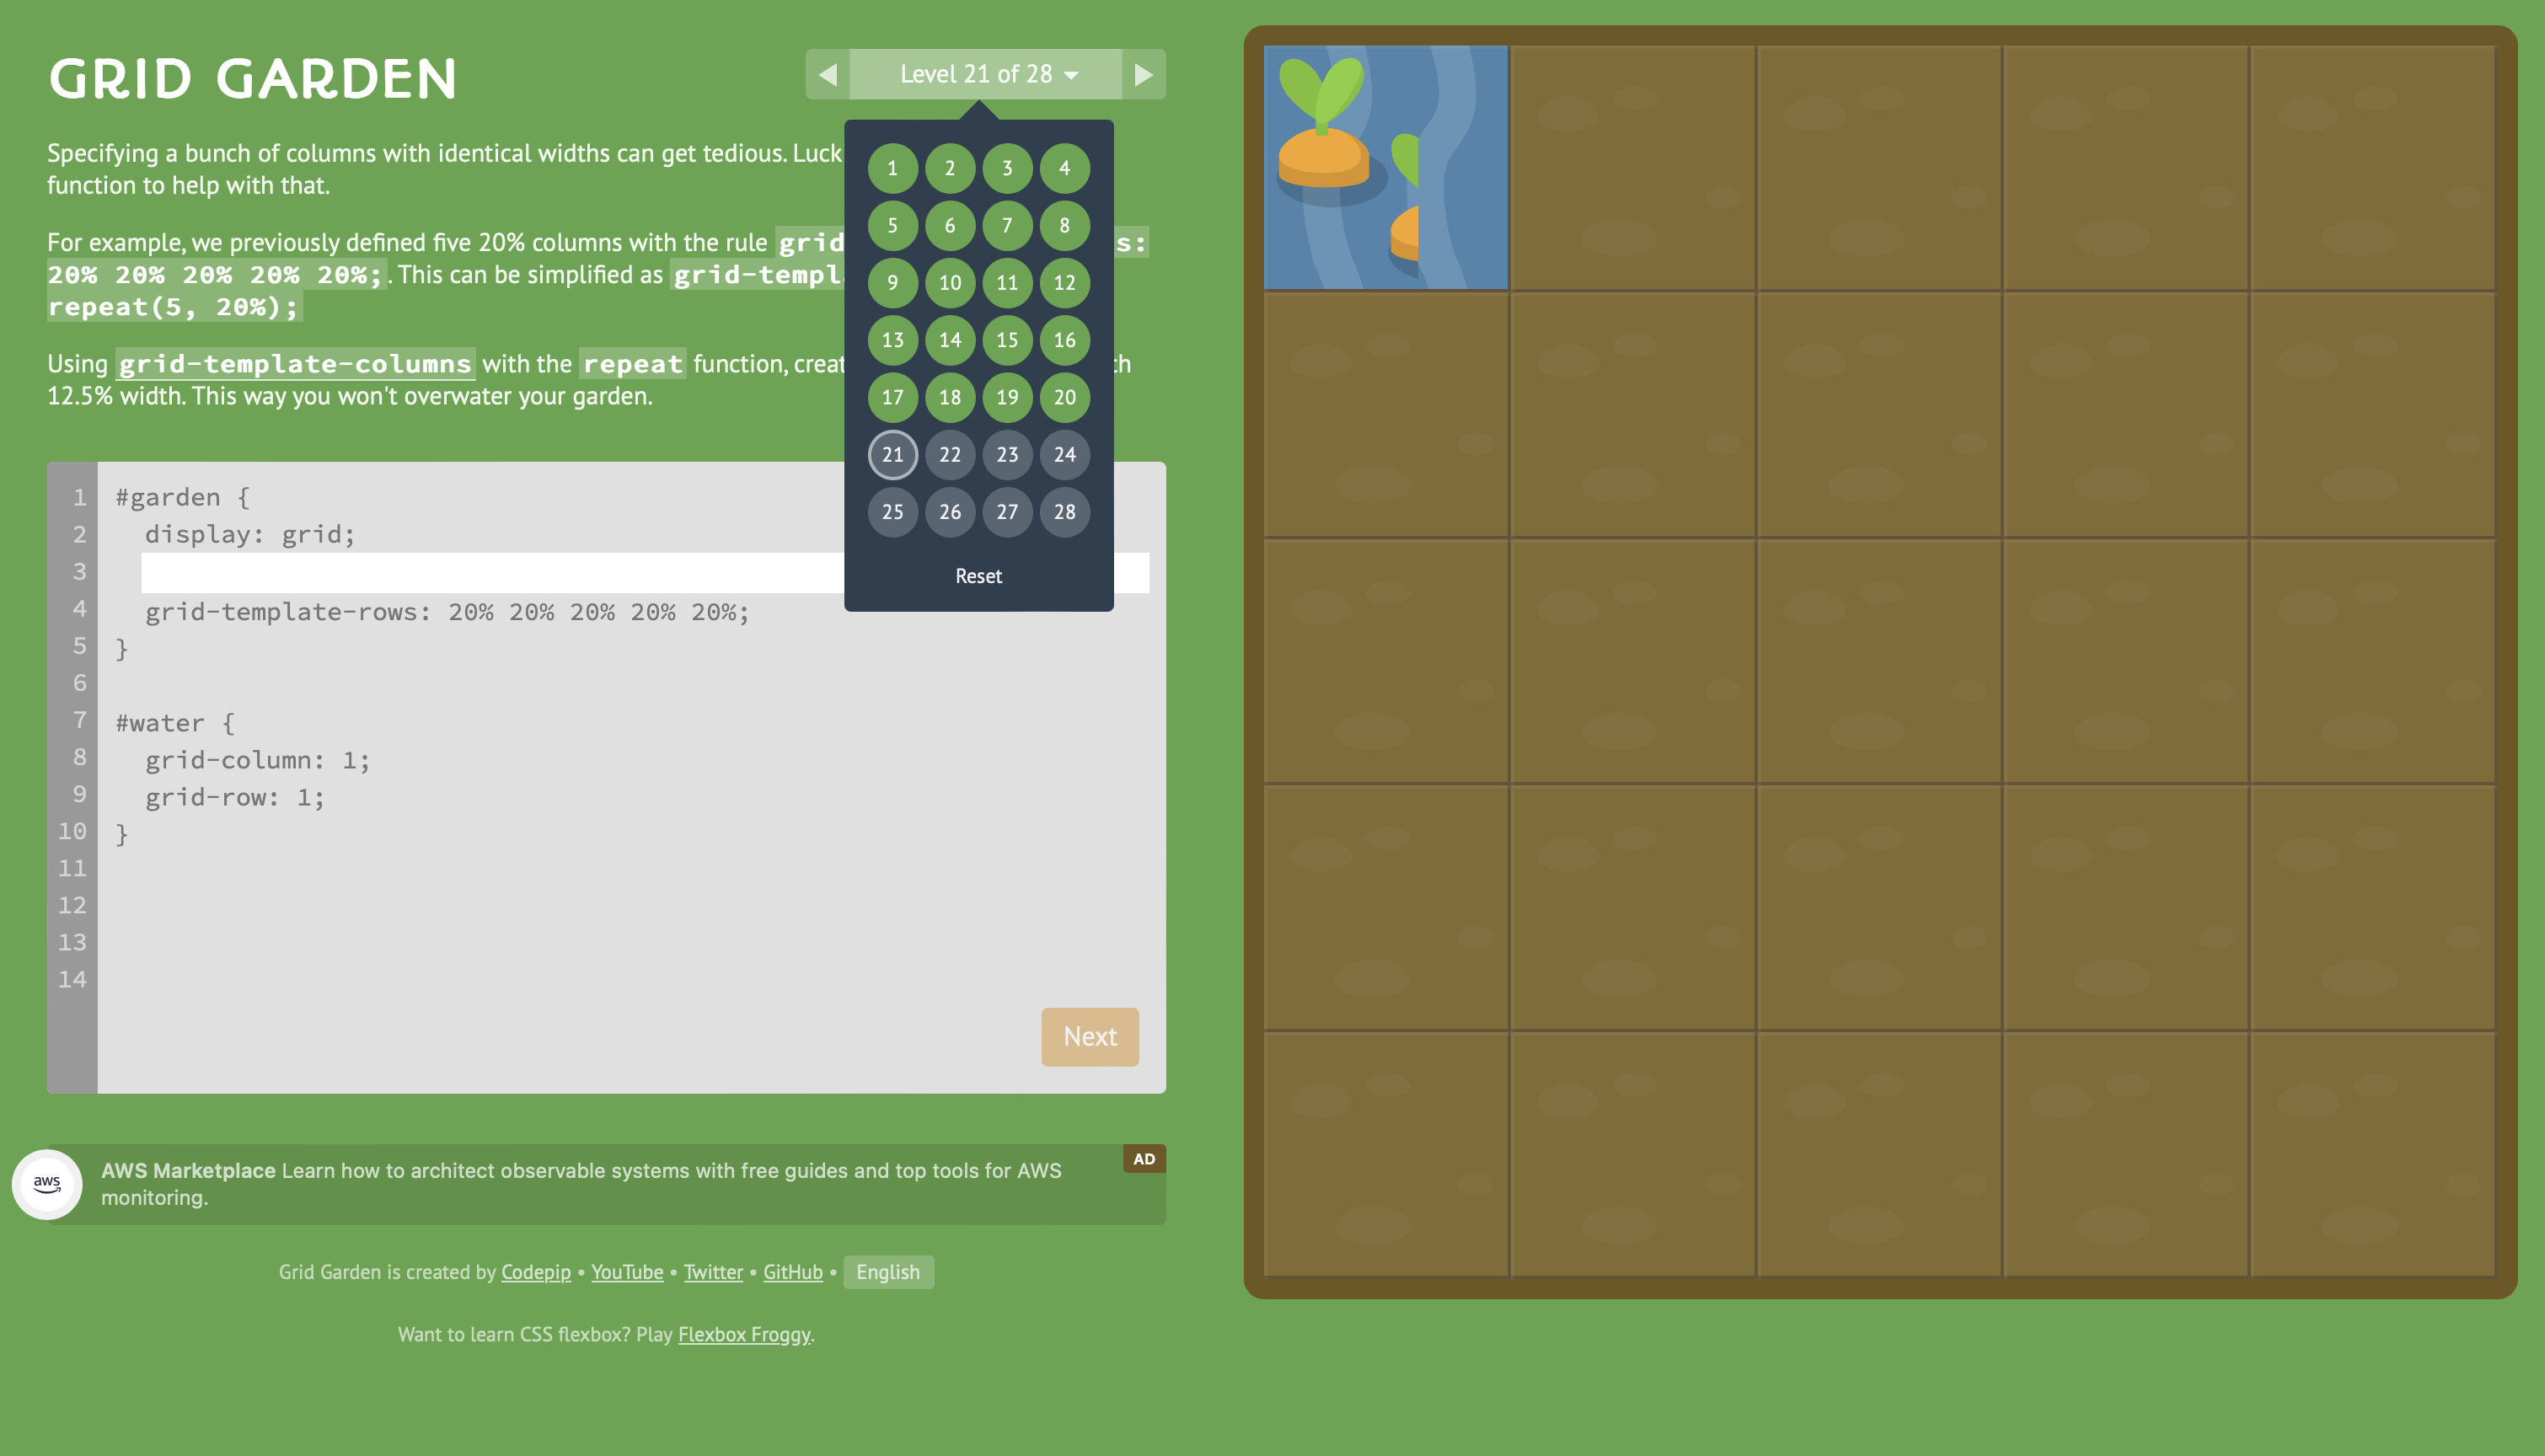 GRID GARDEN
Level 21 of 28
Specifying a bunch of columns with identical widths can get tedious. Luck
function to help with that.
For example, we previously defined five 20% columns with the rule grid s:
20% 20% 20% 20% 20%;. This can be simplified as grid-templ
repeat(5, 20%);
Using grid-template-columns with the repeat function, creat th
12.5% width. This way you won't overwater your garden.
1 2 3 4
5 6 7 8
9 10 11 12
13 14 15 16
17 18 19 20
21 22 23 24
25 26 27 28
Reset
1 #garden {
2 display: grid;
3
4 grid-template-rows: 20% 20% 20% 20% 20%;
5 }
6
7 #water {
8 grid-column: 1;
9 grid-row: 1;
10 }
11
12
13
14
Next
AD
aws
AWS Marketplace Learn how to architect observable systems with free guides and top tools for AWS
monitoring.
Grid Garden is created by Codepip • YouTube • Twitter • GitHub • English
Want to learn CSS flexbox? Play Flexbox Froggy.